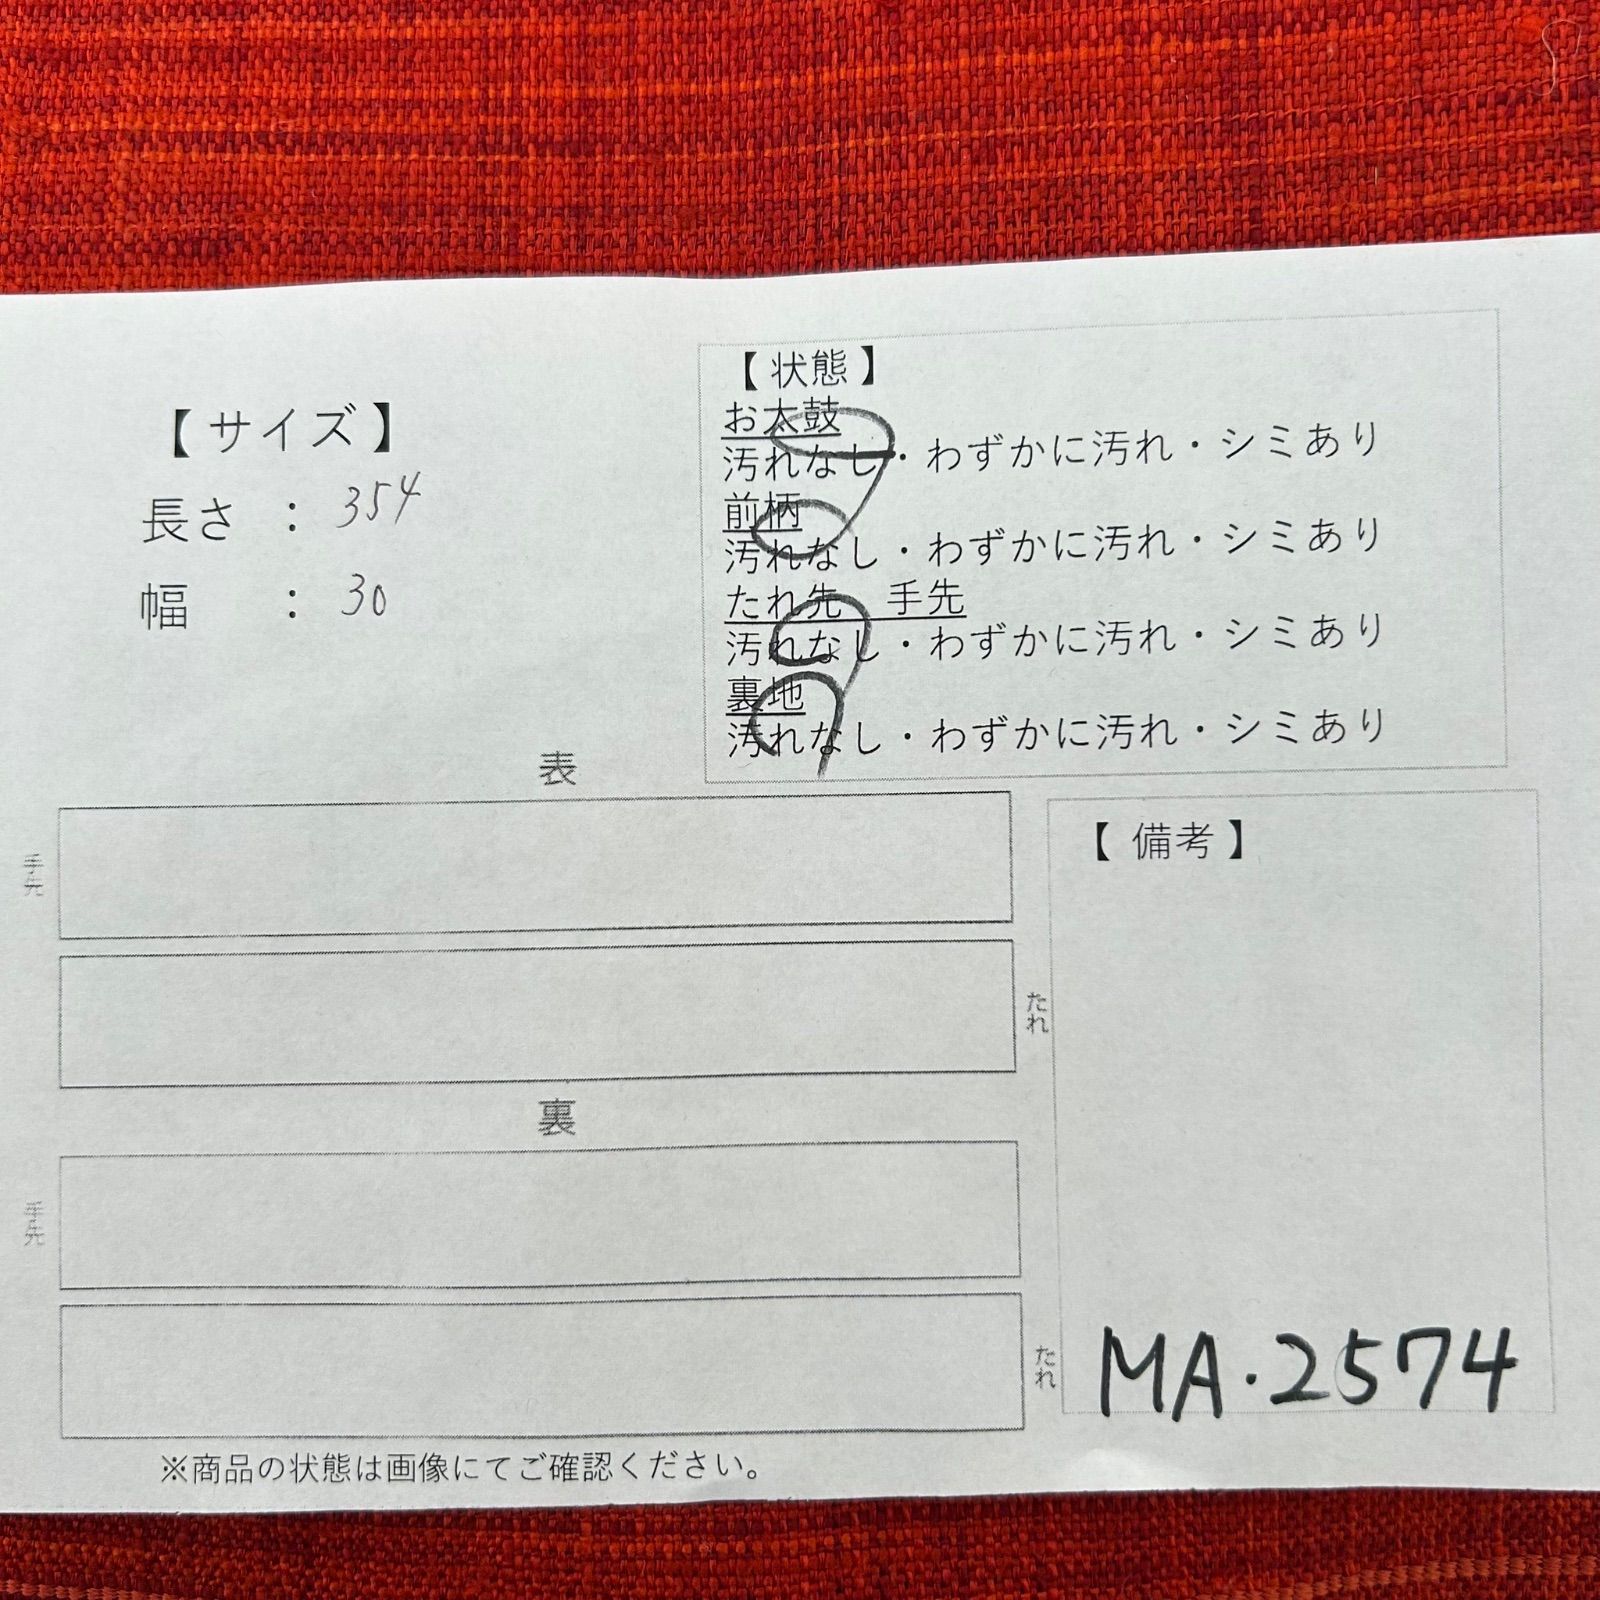 【サイズ】
長さ : 354
幅 : 30
【状態】
お太鼓
汚れなし・わずかに汚れ・シミあり
前柄
汚れなし・わずかに汚れ・シミあり
たれ先 手先
汚れなし・わずかに汚れ・シミあり
裏地
汚れなし・わずかに汚れ・シミあり
表
手先
たれ
裏
手先
たれ
【備考】
MA.2574
※商品の状態は画像にてご確認ください。